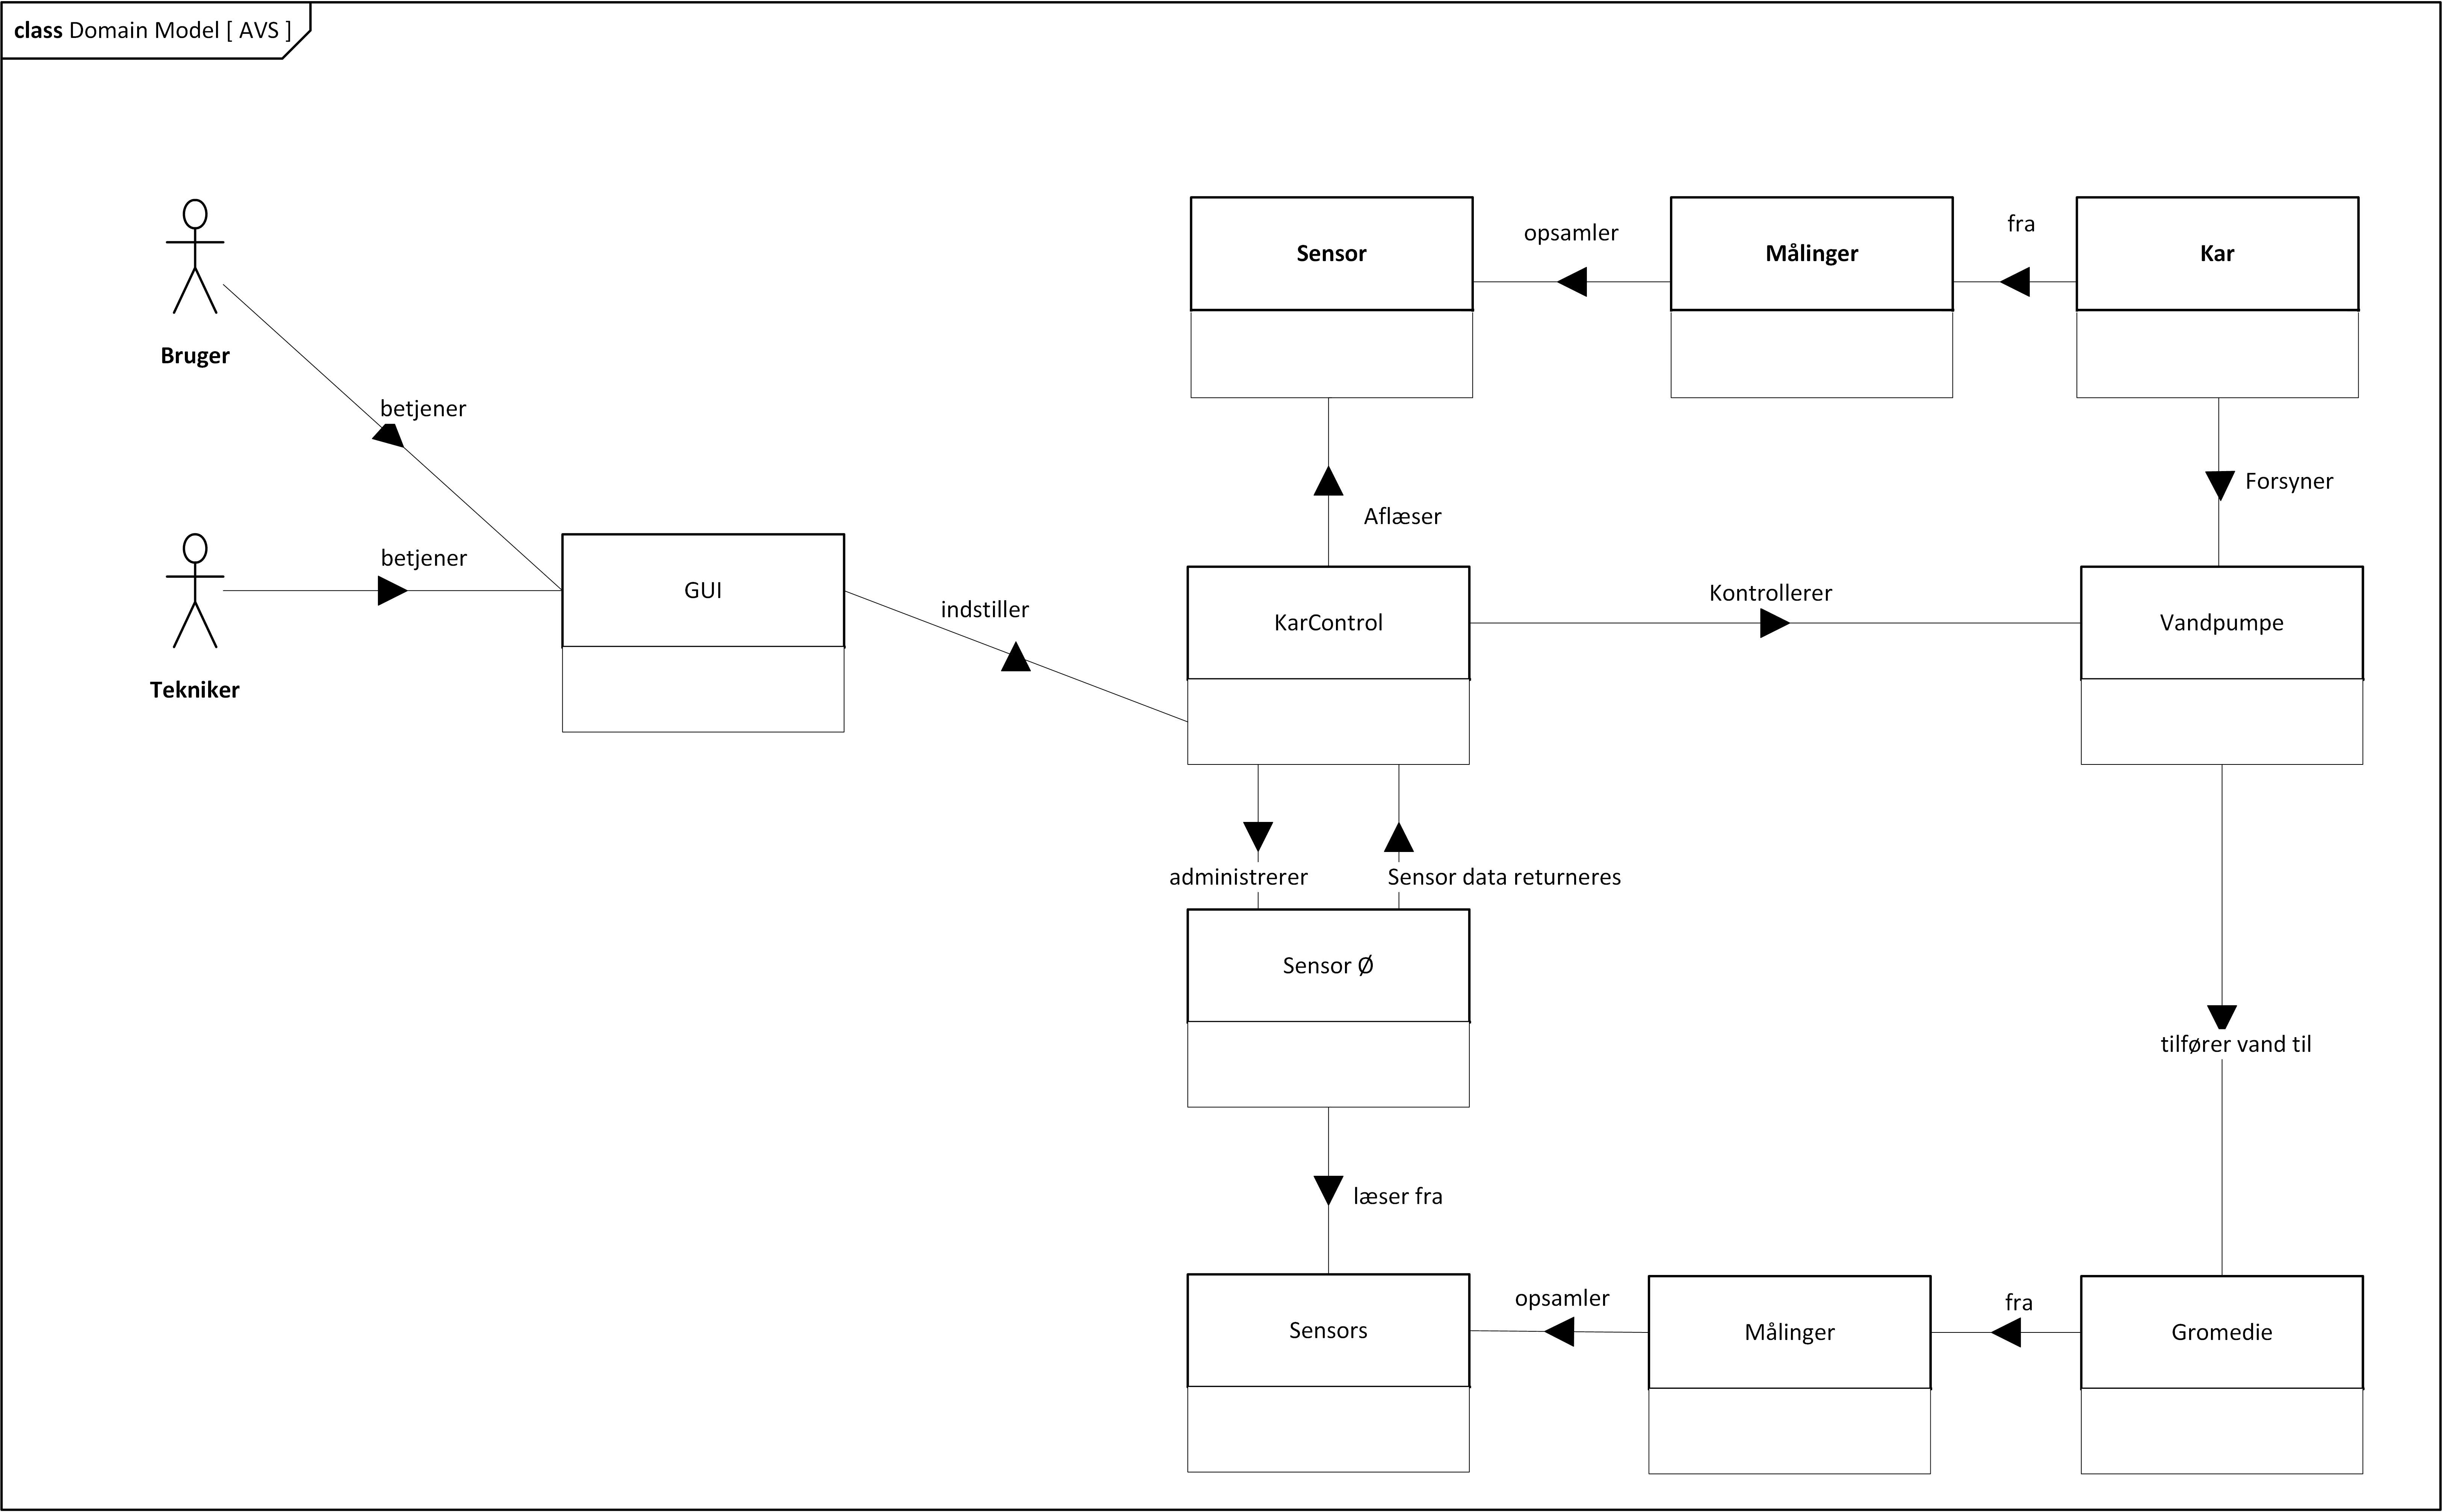 class Domain Model [ AVS ]
Sensor
opsamler
Målinger
fra
Kar
Bruger
betjener
Aflæser
Forsyner
Tekniker
betjener
GUI
indstiller
KarControl
Kontrollerer
Vandpumpe
administrerer
Sensor data returneres
Sensor Ø
tilfører vand til
læser fra
Sensors
opsamler
Målinger
fra
Gromedie